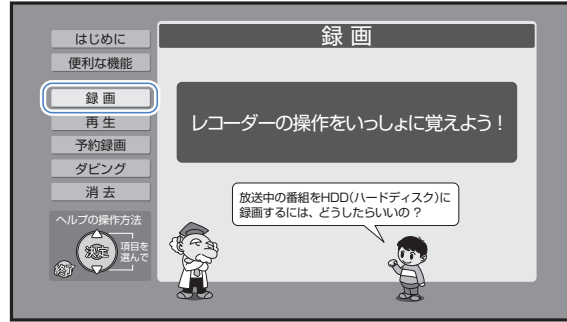 はじめに
便利な機能
録 画
再 生
予約録画
ダビング
消 去
ヘルプの操作方法
決定
項目を
選んで
終了
録 画
レコーダーの操作をいっしょに覚えよう！
放送中の番組をHDD(ハードディスク)に
録画するには、どうしたらいいの？